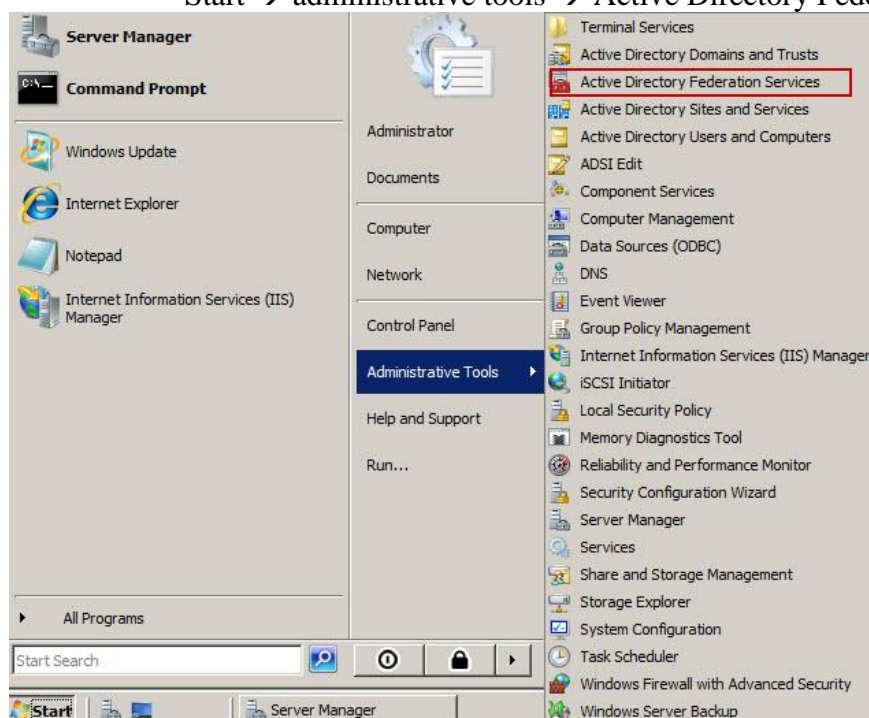 Start → administrative tools → Active Directory Fede
Server Manager
Command Prompt
Windows Update
Internet Explorer
Notepad
Internet Information Services (IIS)
Manager
All Programs
Start Search
Administrator
Documents
Computer
Network
Control Panel
Administrative Tools
Help and Support
Run...
Terminal Services
Active Directory Domains and Trusts
Active Directory Federation Services
Active Directory Sites and Services
Active Directory Users and Computers
ADSI Edit
Component Services
Computer Management
Data Sources (ODBC)
DNS
Event Viewer
Group Policy Management
Internet Information Services (IIS) Manager
iSCSI Initiator
Local Security Policy
Memory Diagnostics Tool
Reliability and Performance Monitor
Security Configuration Wizard
Server Manager
Services
Share and Storage Management
Storage Explorer
System Configuration
Task Scheduler
Windows Firewall with Advanced Security
Windows Server Backup
Start
Server Manager